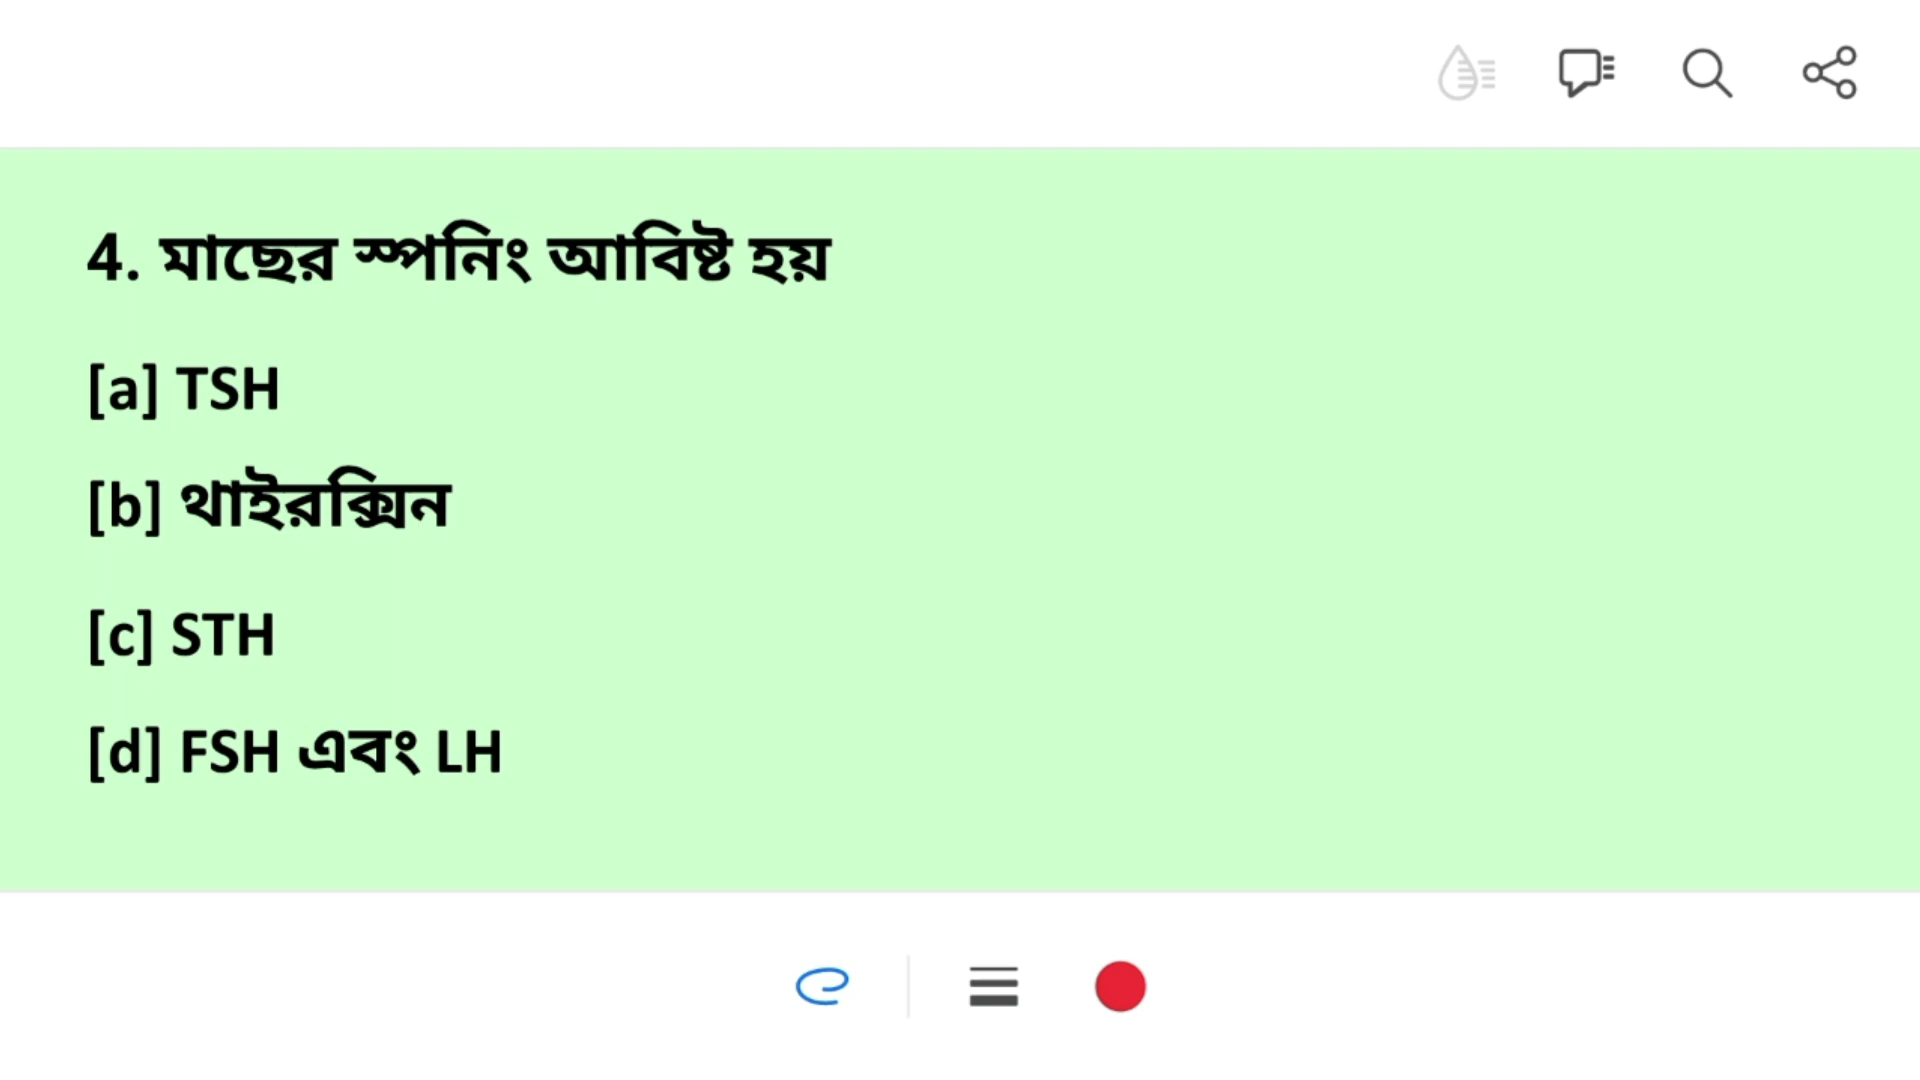 4. মাছের স্পনিং আবিষ্ট হয়
[a] TSH
[b] থাইরক্সিন
[c] STH
[d] FSH এবং LH